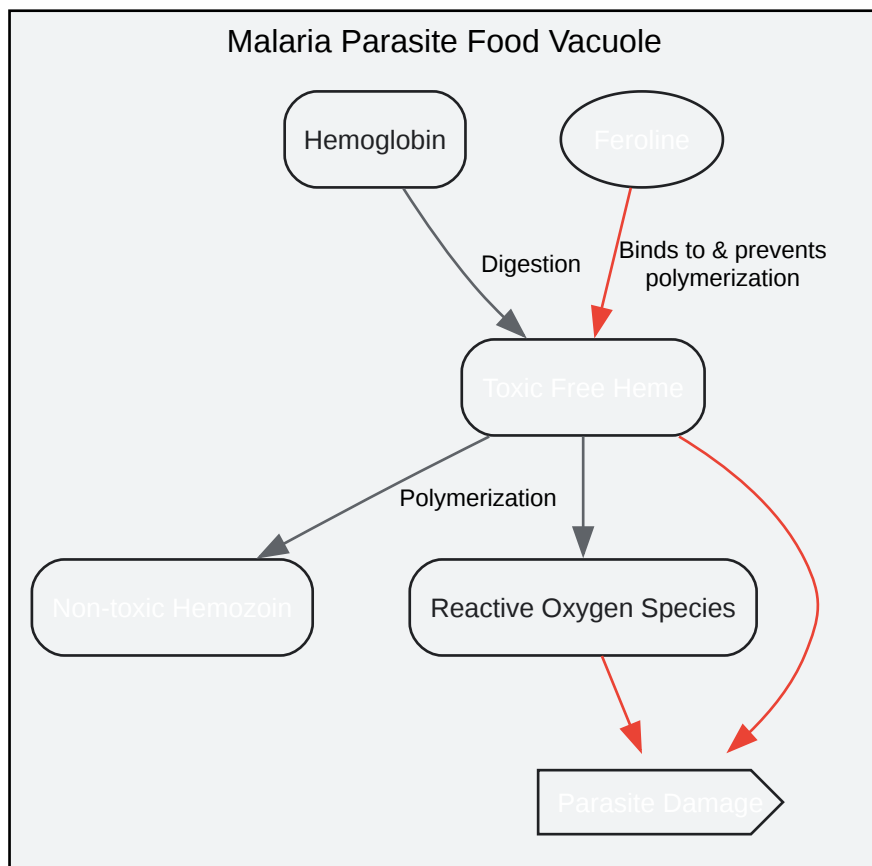 Malaria Parasite Food Vacuole
Hemoglobin
Feroline
Digestion
Binds to & prevents
polymerization
Toxic Free Heme
Polymerization
Non-toxic Hemozoin
Reactive Oxygen Species
Parasite Damage